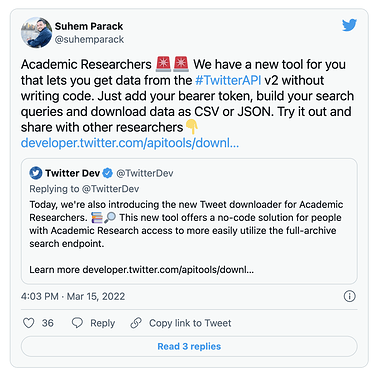 Suhem Parack
@suhemparack
Academic Researchers 🚨🚨 We have a new tool for you
that lets you get data from the #TwitterAPI v2 without
writing code. Just add your bearer token, build your search
queries and download data as CSV or JSON. Try it out and
share with other researchers👇
developer.twitter.com/apitools/downl...
Twitter Dev @TwitterDev
Replying to @TwitterDev
Today, we're also introducing the new Tweet downloader for Academic
Researchers. 📚🔎 This new tool offers a no-code solution for people
with Academic Research access to more easily utilize the full-archive
search endpoint.
Learn more developer.twitter.com/apitools/downl...
4:03 PM · Mar 15, 2022
36 Reply Copy link to Tweet
Read 3 replies